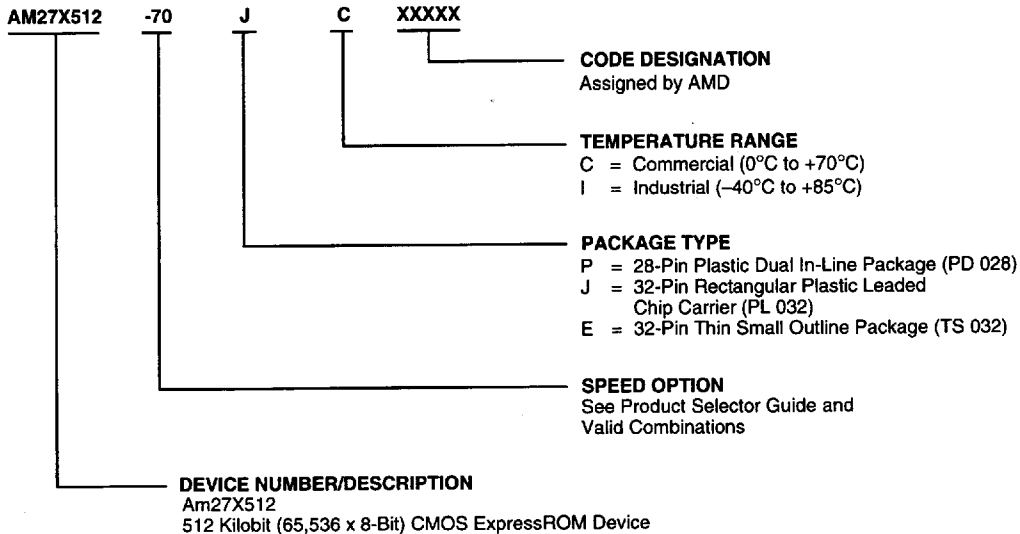 AM27X512 -70 J C XXXXX
CODE DESIGNATION
Assigned by AMD
TEMPERATURE RANGE
C = Commercial (0°C to +70°C)
I = Industrial (–40°C to +85°C)
PACKAGE TYPE
P = 28-Pin Plastic Dual In-Line Package (PD 028)
J = 32-Pin Rectangular Plastic Leaded
Chip Carrier (PL 032)
E = 32-Pin Thin Small Outline Package (TS 032)
SPEED OPTION
See Product Selector Guide and
Valid Combinations
DEVICE NUMBER/DESCRIPTION
Am27X512
512 Kilobit (65,536 x 8-Bit) CMOS ExpressROM Device